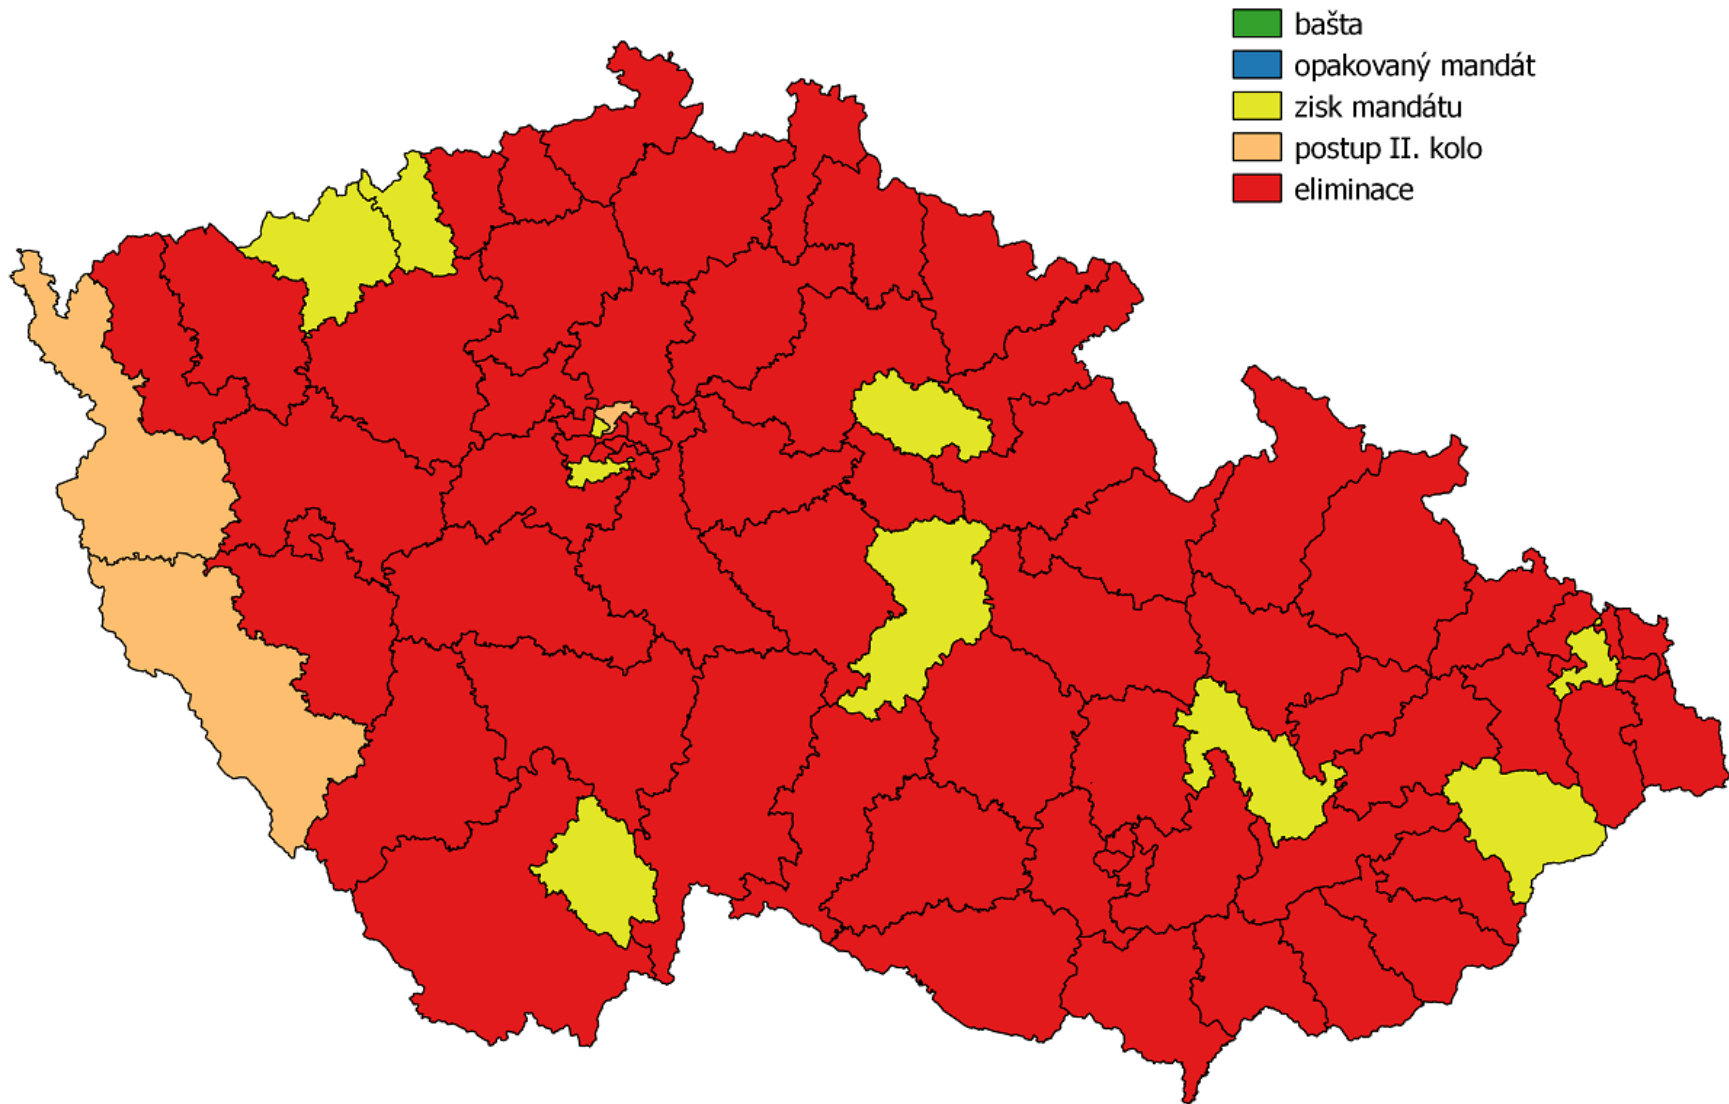 bašta
opakovaný mandát
zisk mandátu
postup II. kolo
eliminace